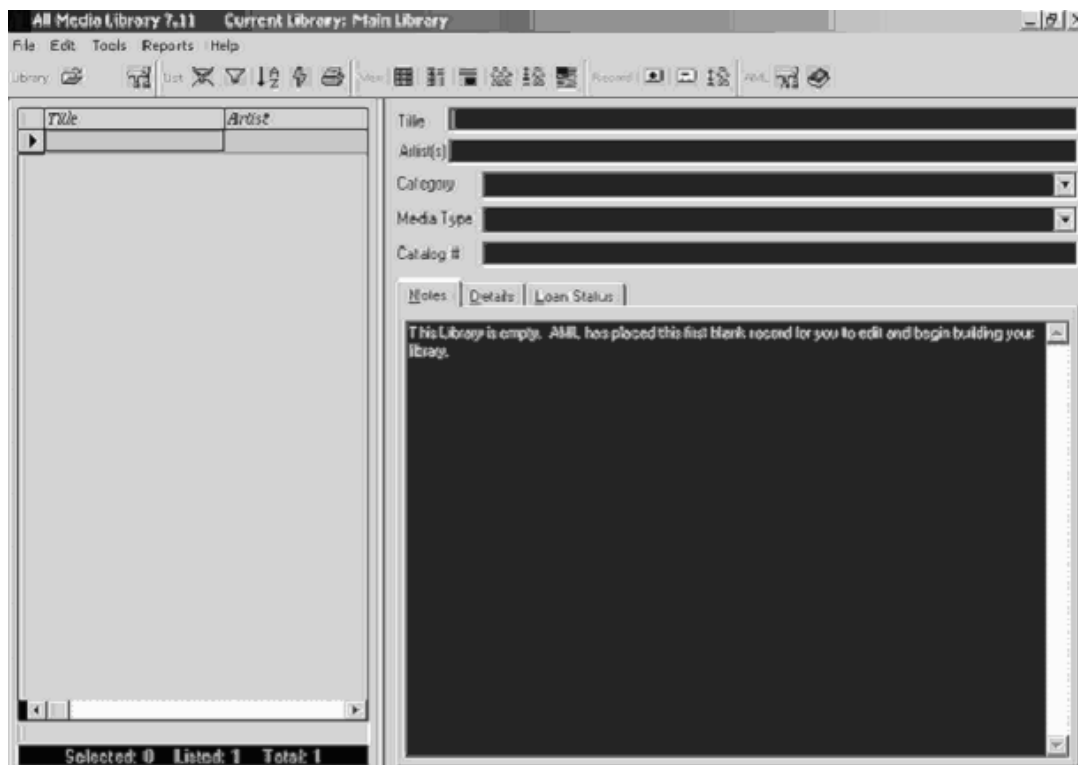 All Media Library 7.11 Current Library: Main Library
File Edit Tools Reports Help
Library List View Record AML
Title Artist
Title
Artist(s)
Category
Media Type
Catalog #
Notes Details Loan Status
This Library is empty. AML has placed this first blank record for you to edit and begin building your
library.
Selected: 0 Listed: 1 Total: 1